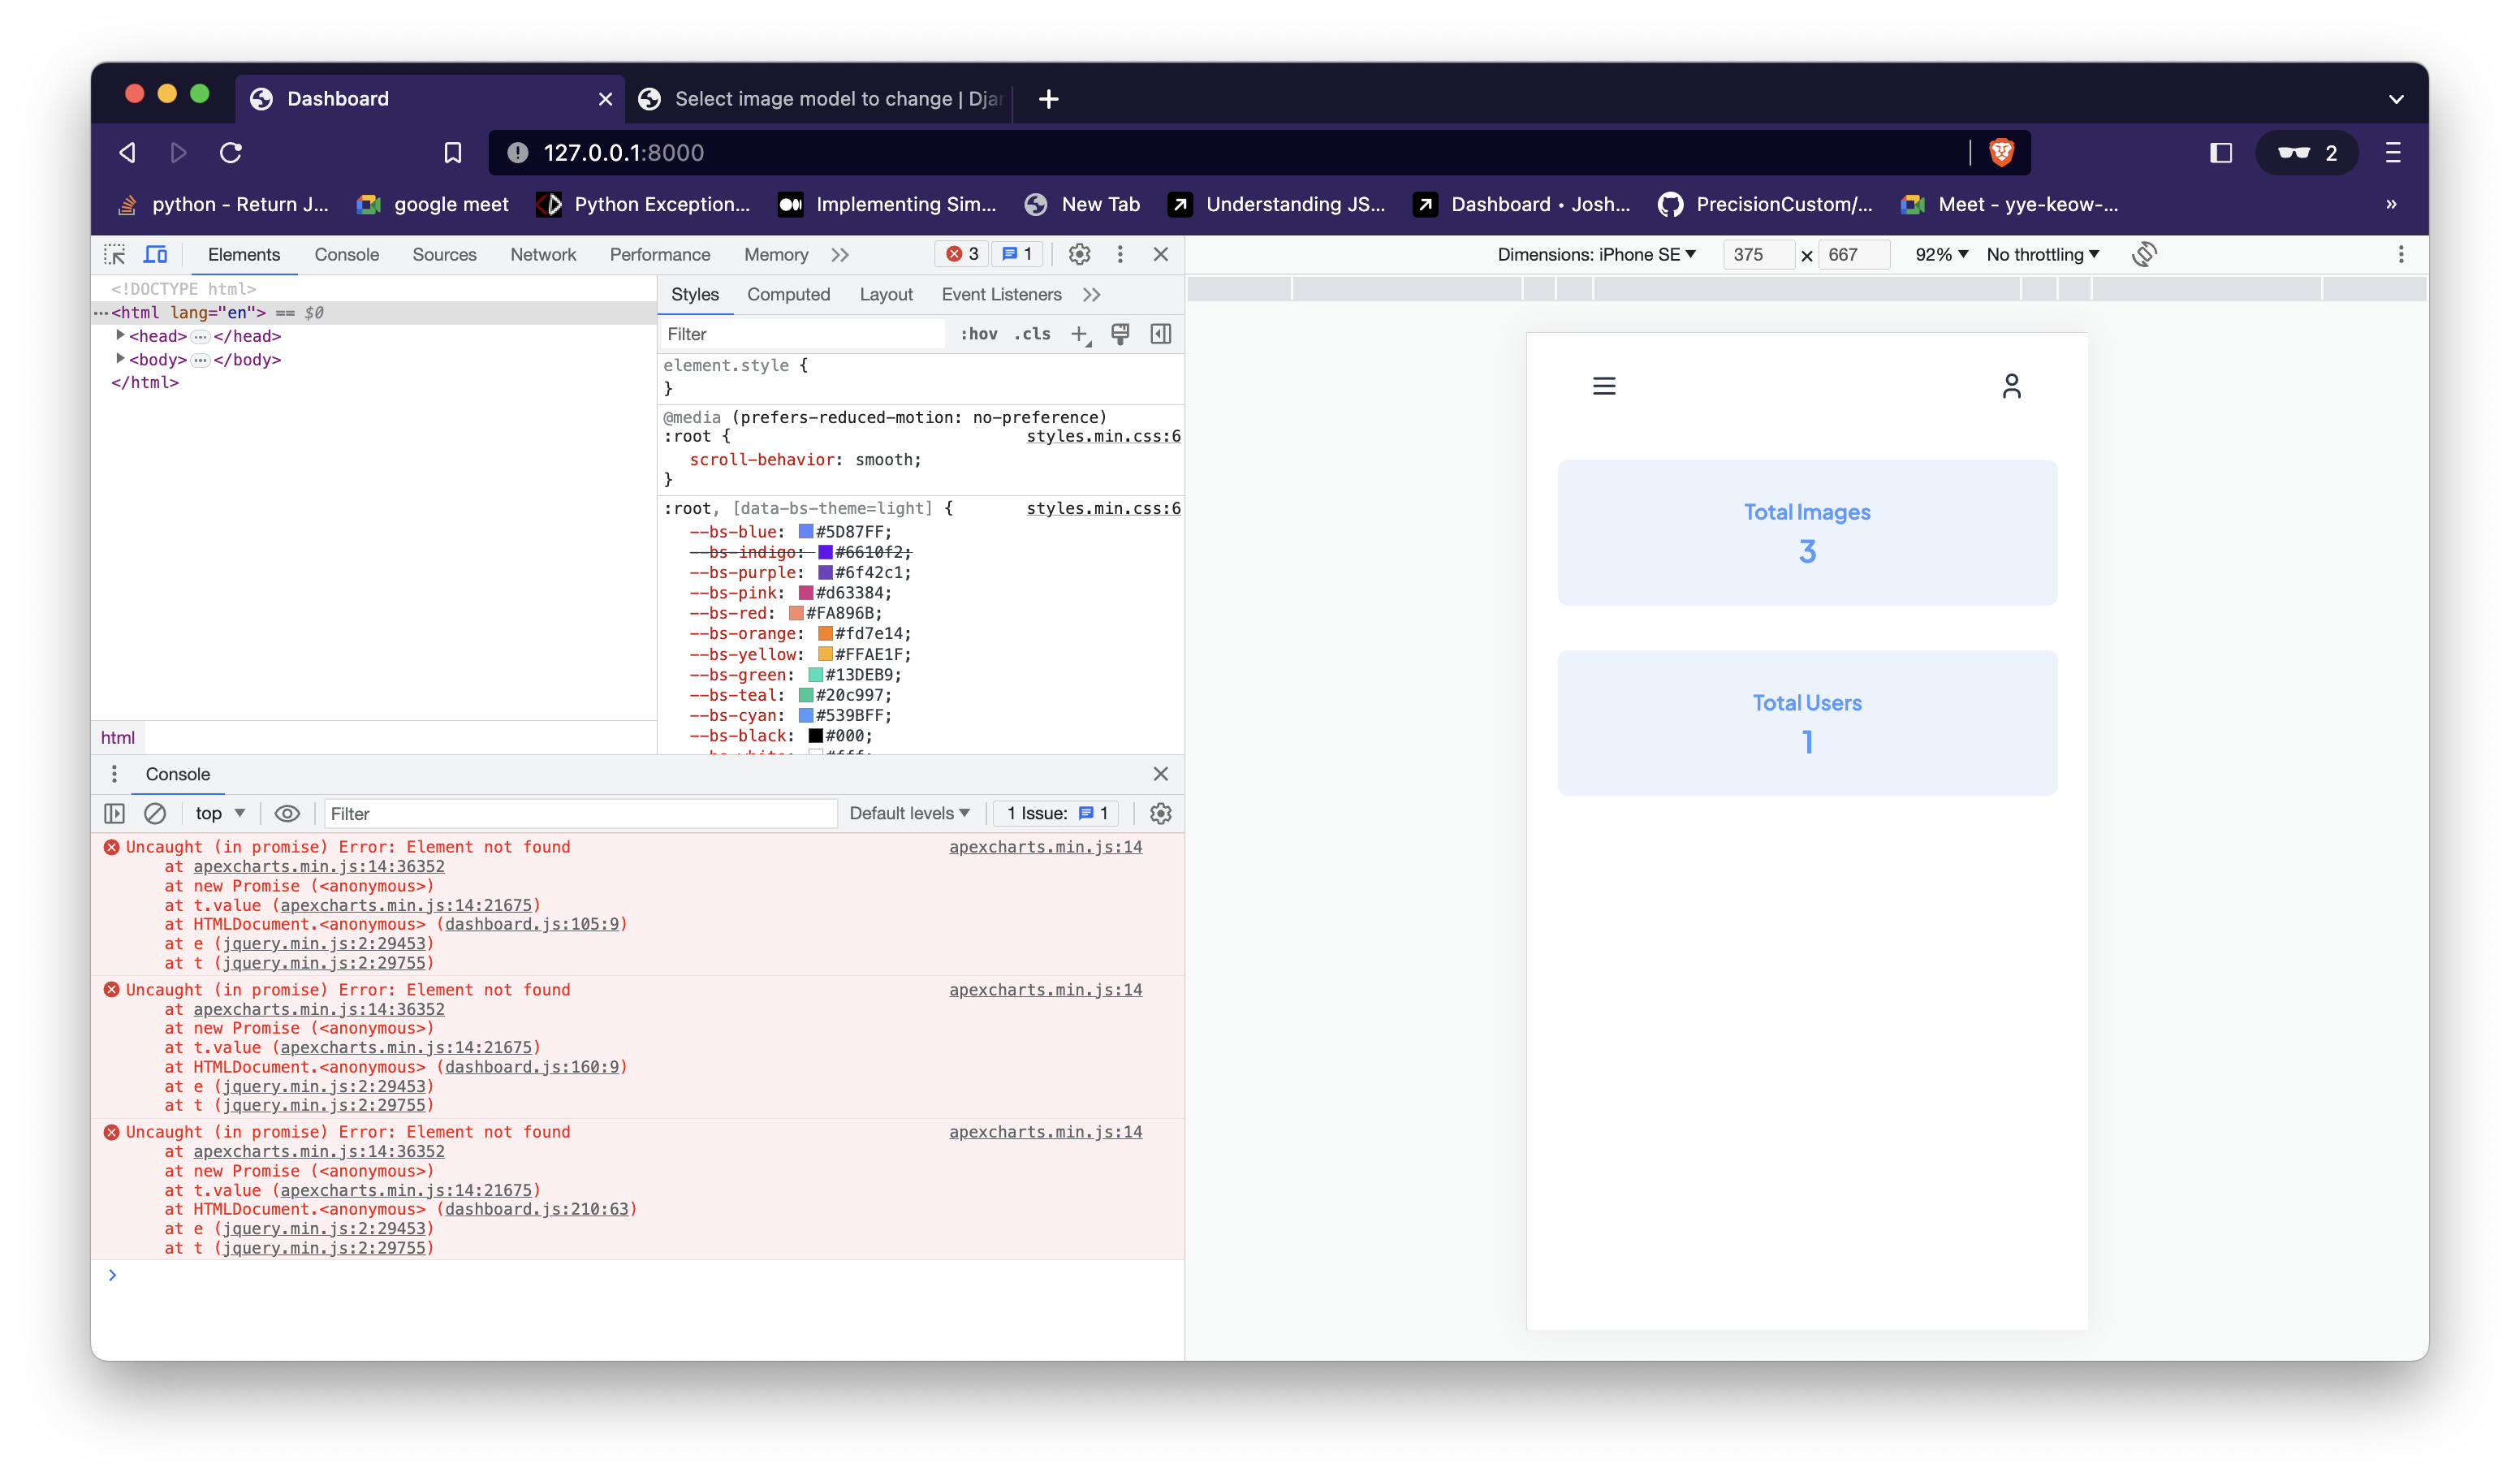 Dashboard
Select image model to change | Djan
127.0.0.1:8000
2
python - Return J...
google meet
Python Exception...
Implementing Sim...
New Tab
Understanding JS...
Dashboard • Josh...
PrecisionCustom/...
Meet - yye-keow-...
»
Elements
Console
Sources
Network
Performance
Memory
3
1
Dimensions: iPhone SE
375
×
667
92%
No throttling
<!DOCTYPE html>
<html lang="en"> == $0
<head> … </head>
<body> … </body>
</html>
html
Styles
Computed
Layout
Event Listeners
Filter
:hov
.cls
element.style {
}
@media (prefers-reduced-motion: no-preference)
:root {
styles.min.css:6
scroll-behavior: smooth;
}
:root, [data-bs-theme=light] {
styles.min.css:6
--bs-blue: #5D87FF;
--bs-indigo: #6610f2;
--bs-purple: #6f42c1;
--bs-pink: #d63384;
--bs-red: #FA896B;
--bs-orange: #fd7e14;
--bs-yellow: #FFAE1F;
--bs-green: #13DEB9;
--bs-teal: #20c997;
--bs-cyan: #539BFF;
--bs-black: #000;
--bs-white: #fff;
Console
top
Filter
Default levels
1 Issue:
1
Uncaught (in promise) Error: Element not found
apexcharts.min.js:14
at apexcharts.min.js:14:36352
at new Promise (<anonymous>)
at t.value (apexcharts.min.js:14:21675)
at HTMLDocument.<anonymous> (dashboard.js:105:9)
at e (jquery.min.js:2:29453)
at t (jquery.min.js:2:29755)
Uncaught (in promise) Error: Element not found
apexcharts.min.js:14
at apexcharts.min.js:14:36352
at new Promise (<anonymous>)
at t.value (apexcharts.min.js:14:21675)
at HTMLDocument.<anonymous> (dashboard.js:160:9)
at e (jquery.min.js:2:29453)
at t (jquery.min.js:2:29755)
Uncaught (in promise) Error: Element not found
apexcharts.min.js:14
at apexcharts.min.js:14:36352
at new Promise (<anonymous>)
at t.value (apexcharts.min.js:14:21675)
at HTMLDocument.<anonymous> (dashboard.js:210:63)
at e (jquery.min.js:2:29453)
at t (jquery.min.js:2:29755)
Total Images
3
Total Users
1